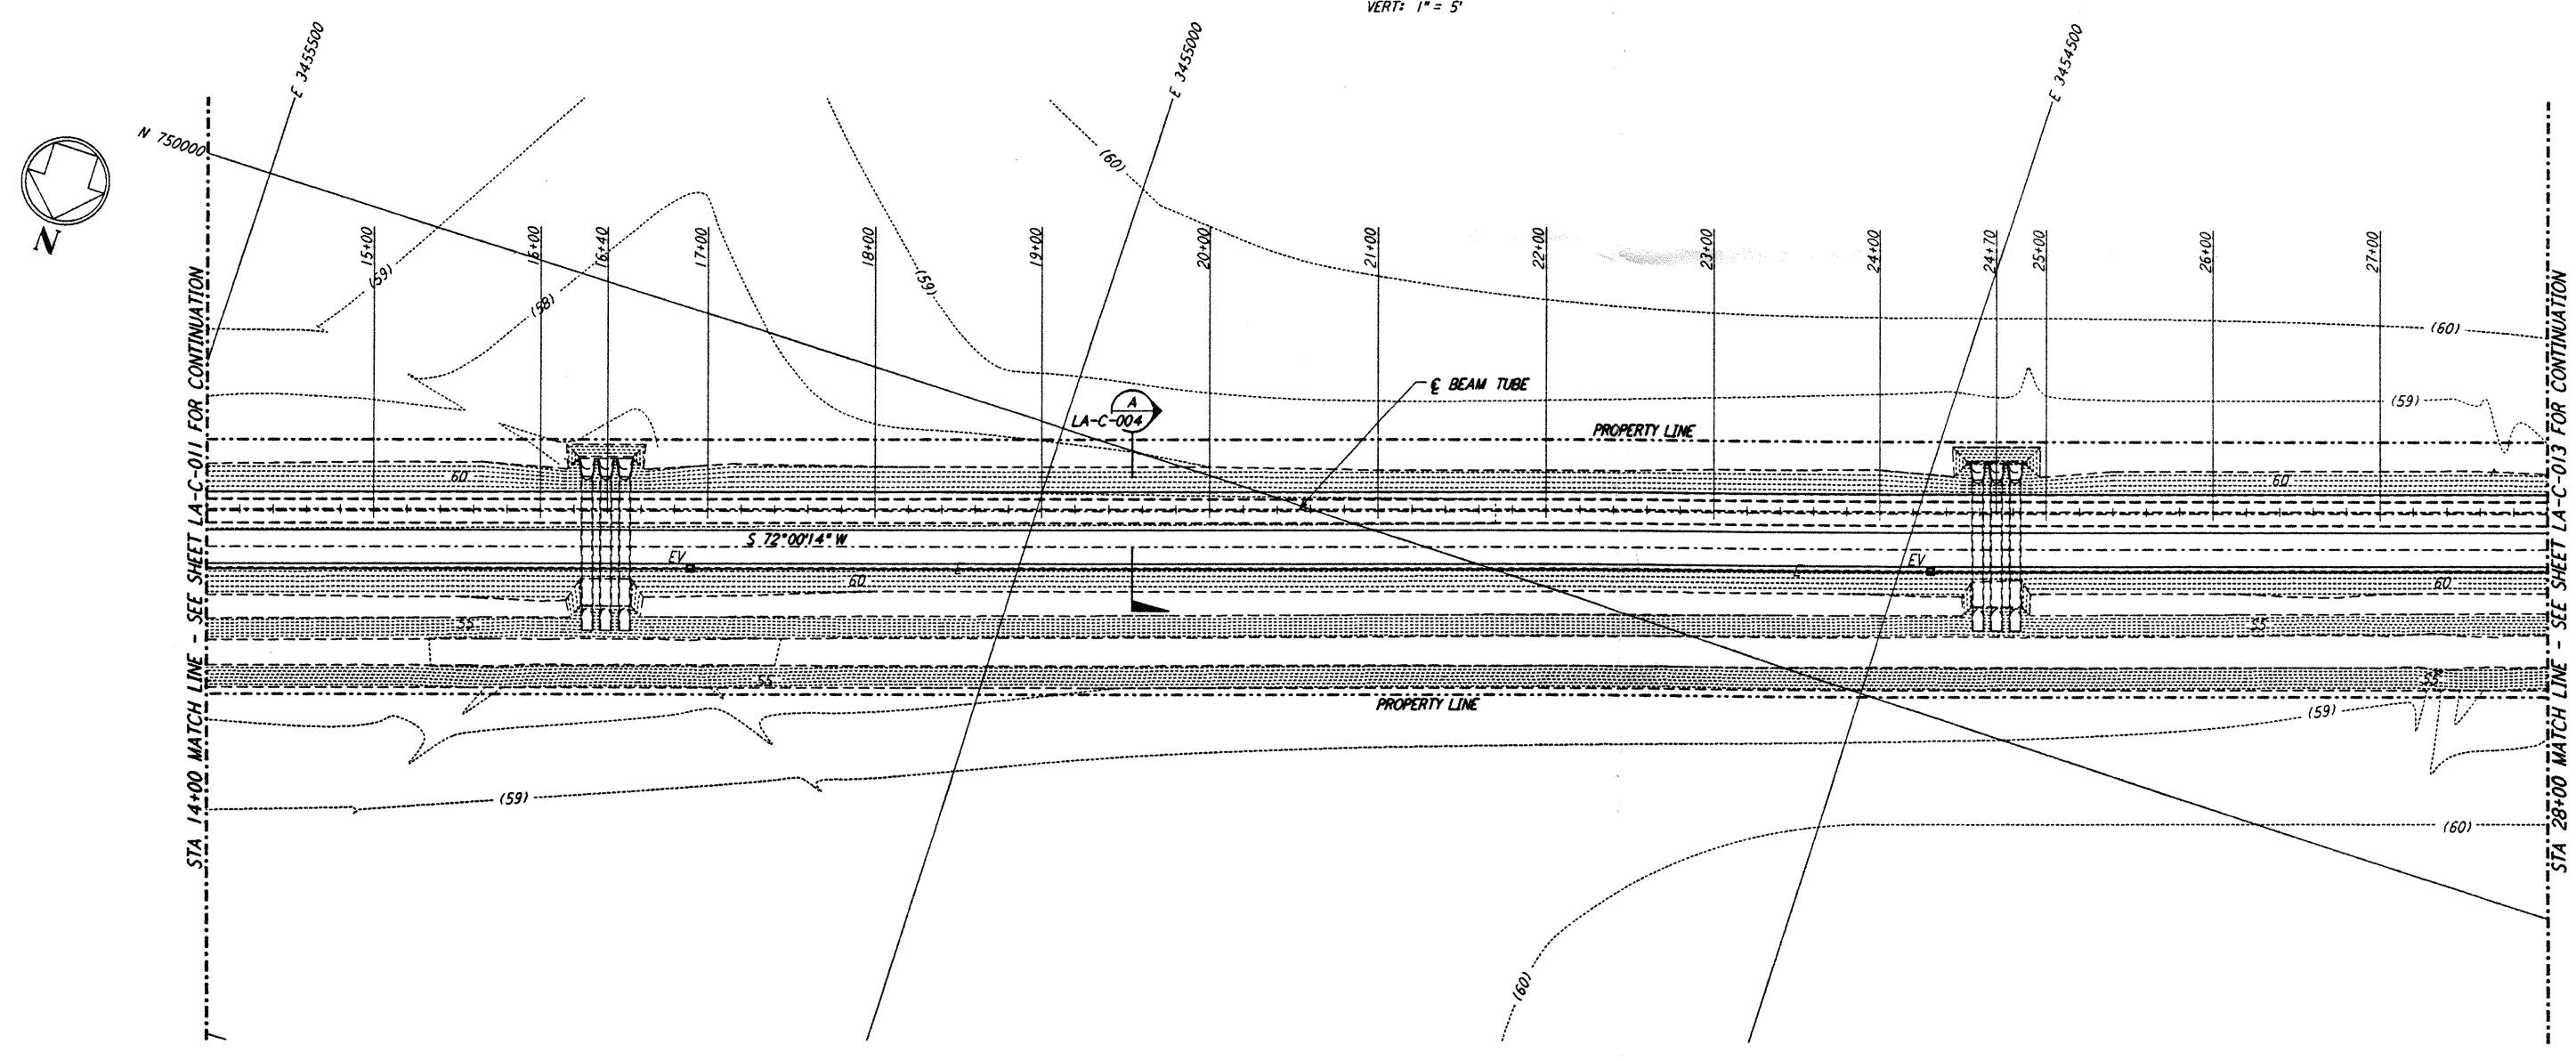 VERT: 1" = 5'
E 3455500
E 3455000
E 3454500
N 750000
N
(60)
(59)
(58)
(59)
(60)
(59)
15+00
16+00
16+40
17+00
18+00
19+00
20+00
21+00
22+00
23+00
24+00
24+70
25+00
26+00
27+00
STA 14+00 MATCH LINE - SEE SHEET LA-C-011 FOR CONTINUATION
STA 28+00 MATCH LINE - SEE SHEET LA-C-013 FOR CONTINUATION
℄ BEAM TUBE
A
LA-C-004
PROPERTY LINE
60
60
S 72°00'14" W
EV
E
E
EV
60
60
55
55
55
55
PROPERTY LINE
(59)
(59)
(60)
(60)